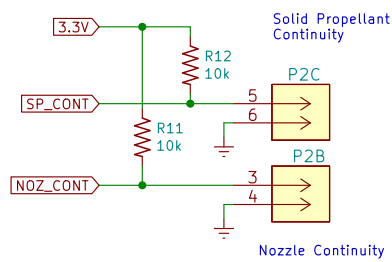 Solid Propellant
Continuity
3.3V
R12
10k
P2C
SP_CONT
5
6
R11
10k
P2B
NOZ_CONT
3
4
Nozzle Continuity